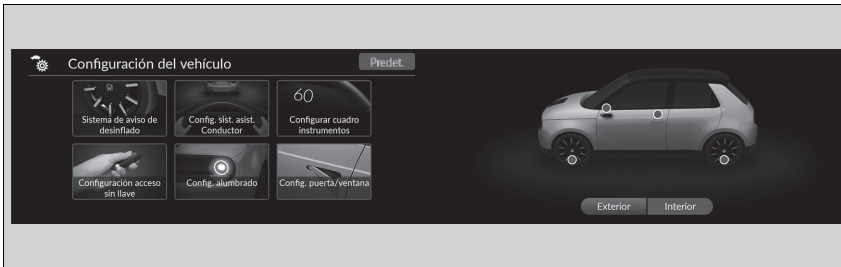 Configuración del vehículo
Predet.
Sistema de aviso de
desinflado
Config. sist. asist.
Conductor
60
Configurar cuadro
instrumentos
Configuración acceso
sin llave
Config. alumbrado
Config. puerta/ventana
Exterior
Interior